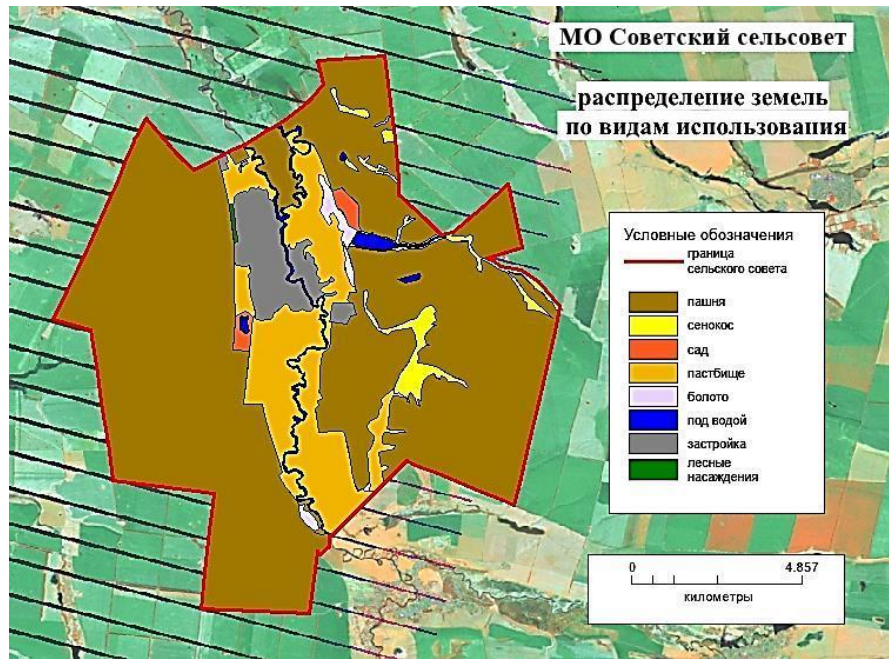 МО Советский сельсовет
распределение земель
по видам использования
Условные обозначения
граница
сельского совета
пашня
сенокос
сад
пастбище
болото
под водой
застройка
лесные
насаждения
0 4.857
километры